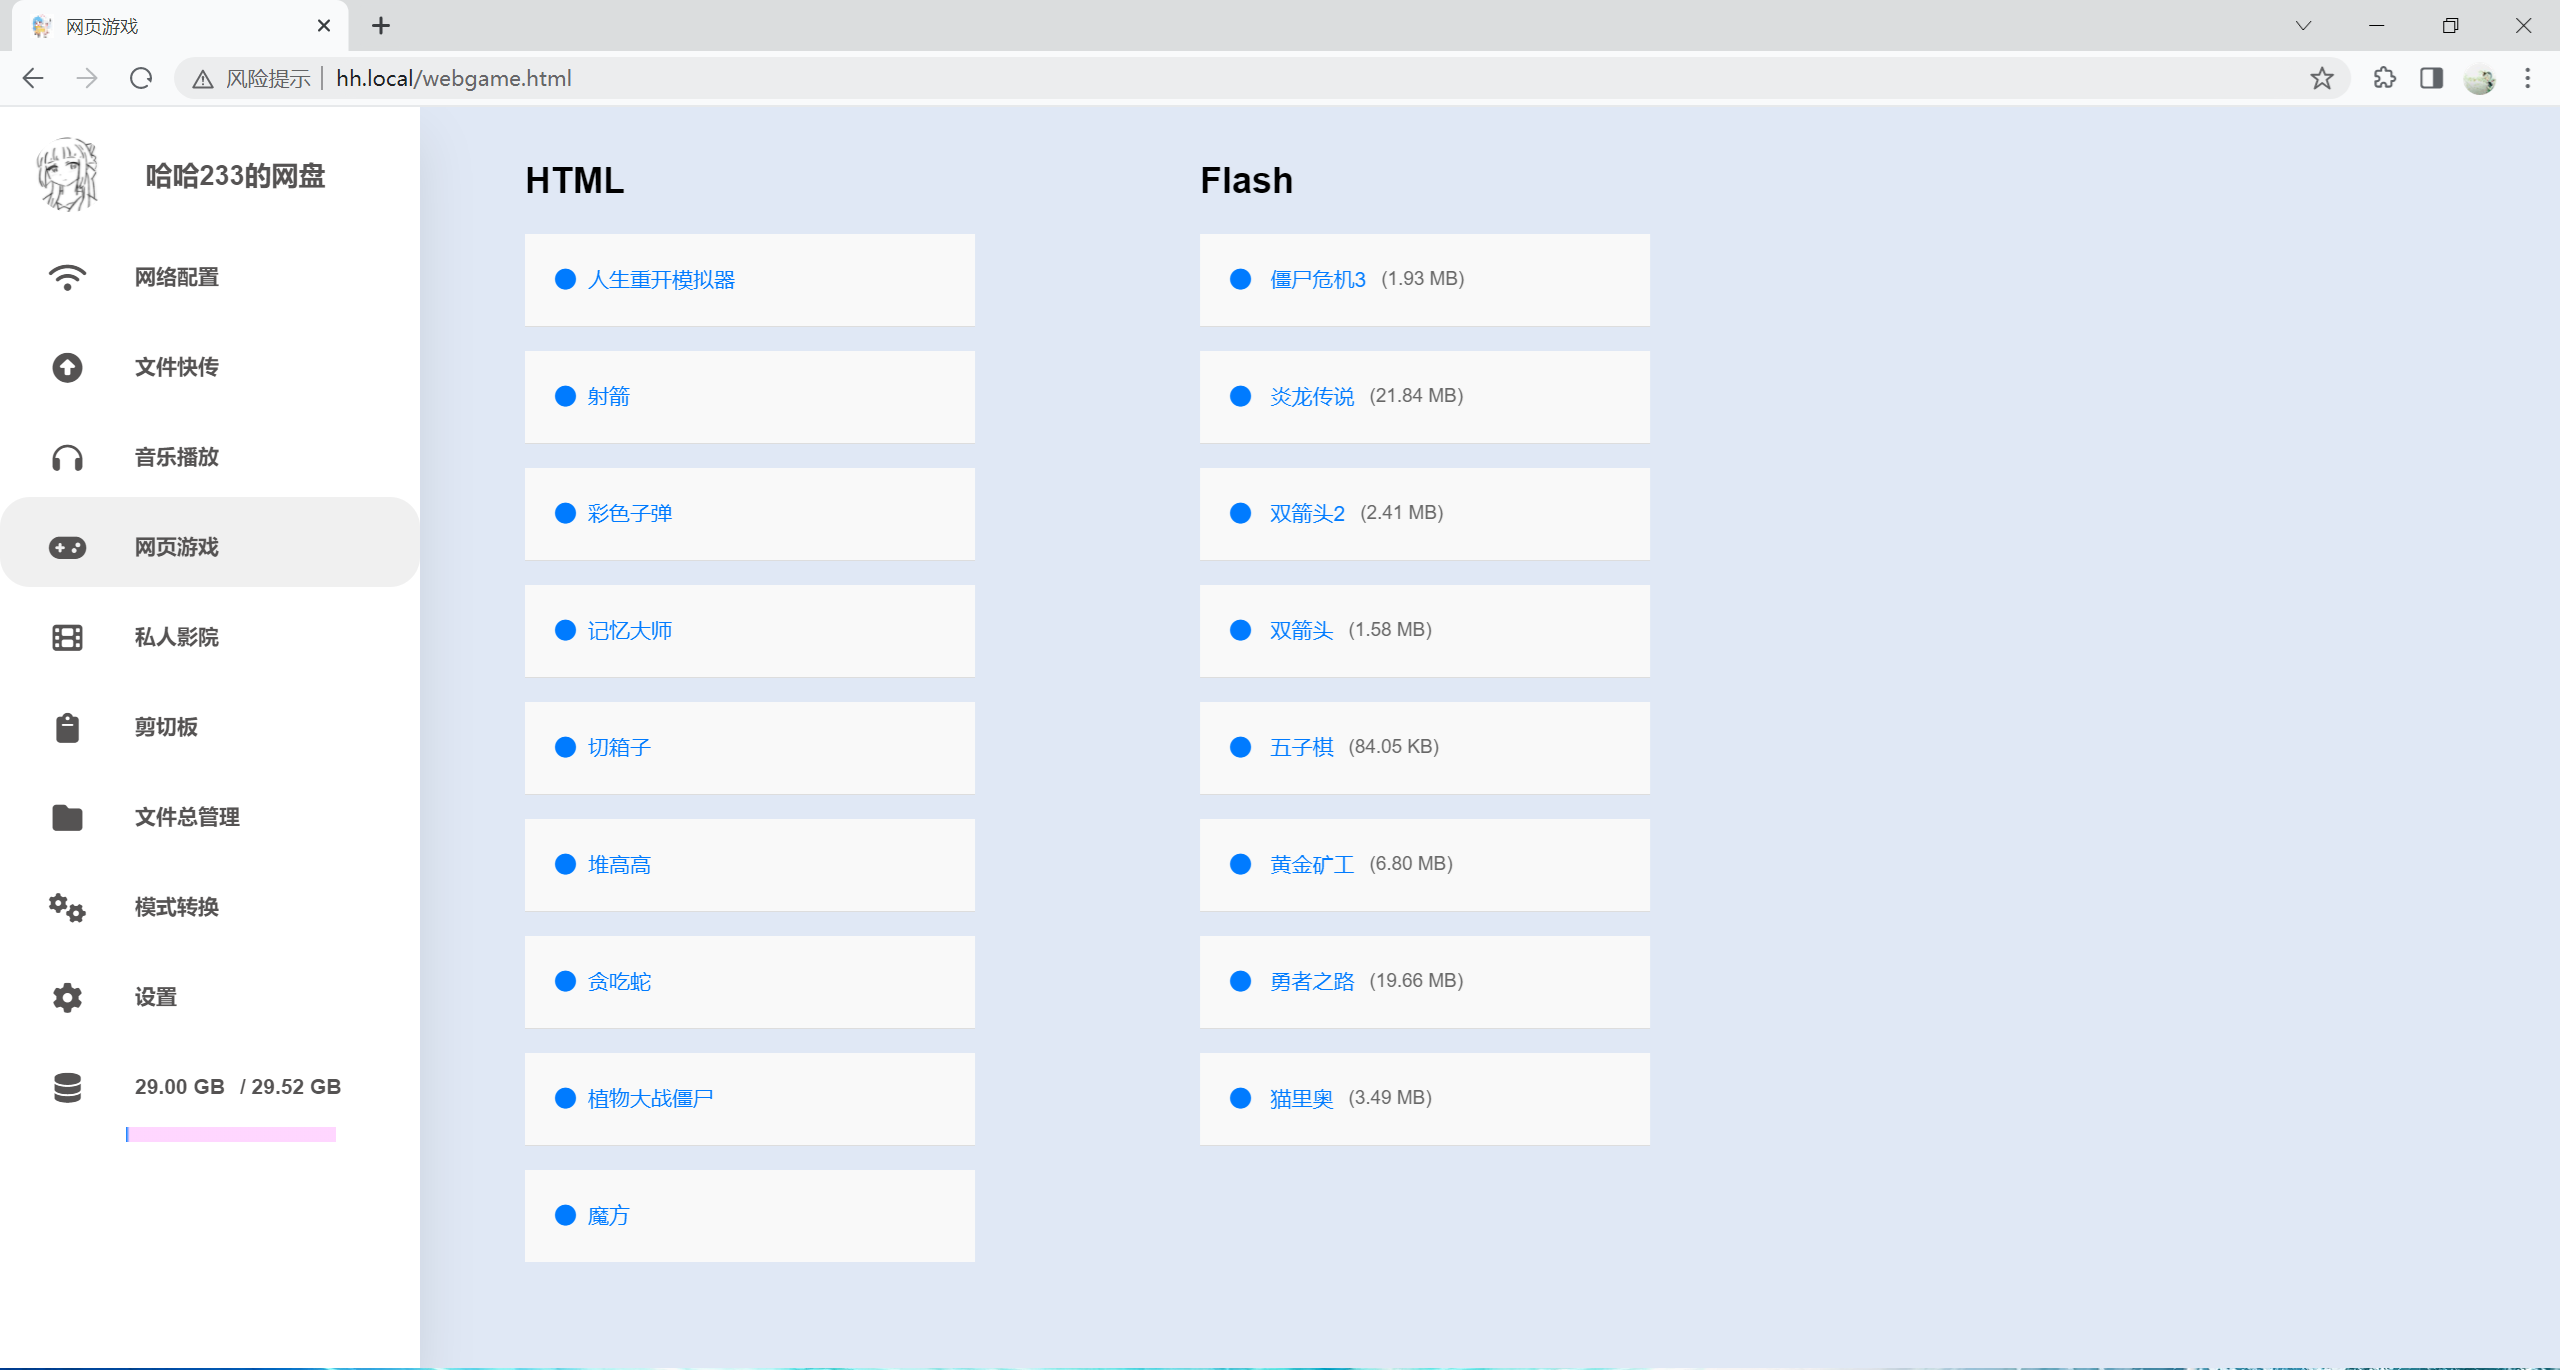 网页游戏
风险提示 | hh.local/webgame.html
哈哈233的网盘
网络配置
文件快传
音乐播放
网页游戏
私人影院
剪切板
文件总管理
模式转换
设置
29.00 GB / 29.52 GB
HTML
人生重开模拟器
射箭
彩色子弹
记忆大师
切箱子
堆高高
贪吃蛇
植物大战僵尸
魔方
Flash
僵尸危机3 (1.93 MB)
炎龙传说 (21.84 MB)
双箭头2 (2.41 MB)
双箭头 (1.58 MB)
五子棋 (84.05 KB)
黄金矿工 (6.80 MB)
勇者之路 (19.66 MB)
猫里奥 (3.49 MB)